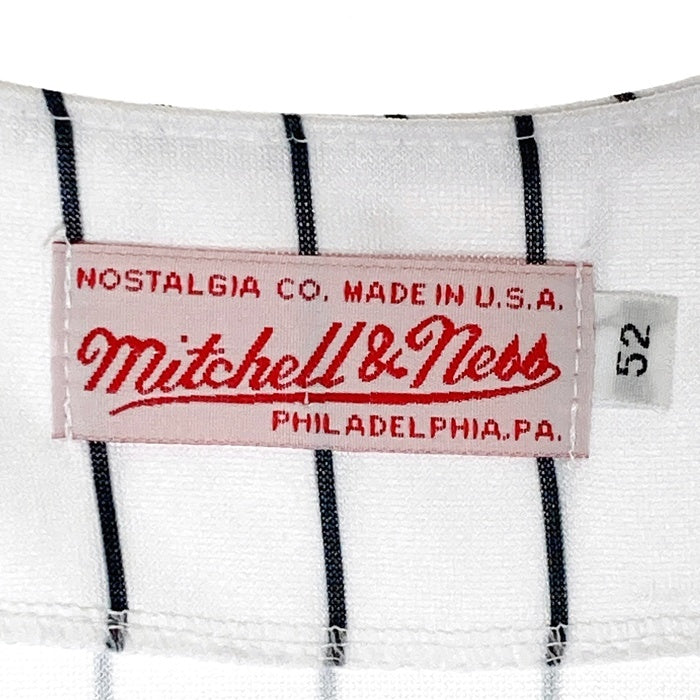 NOSTALGIA CO. MADE IN U.S.A.
Mitchell & Ness
PHILADELPHIA, PA.
52